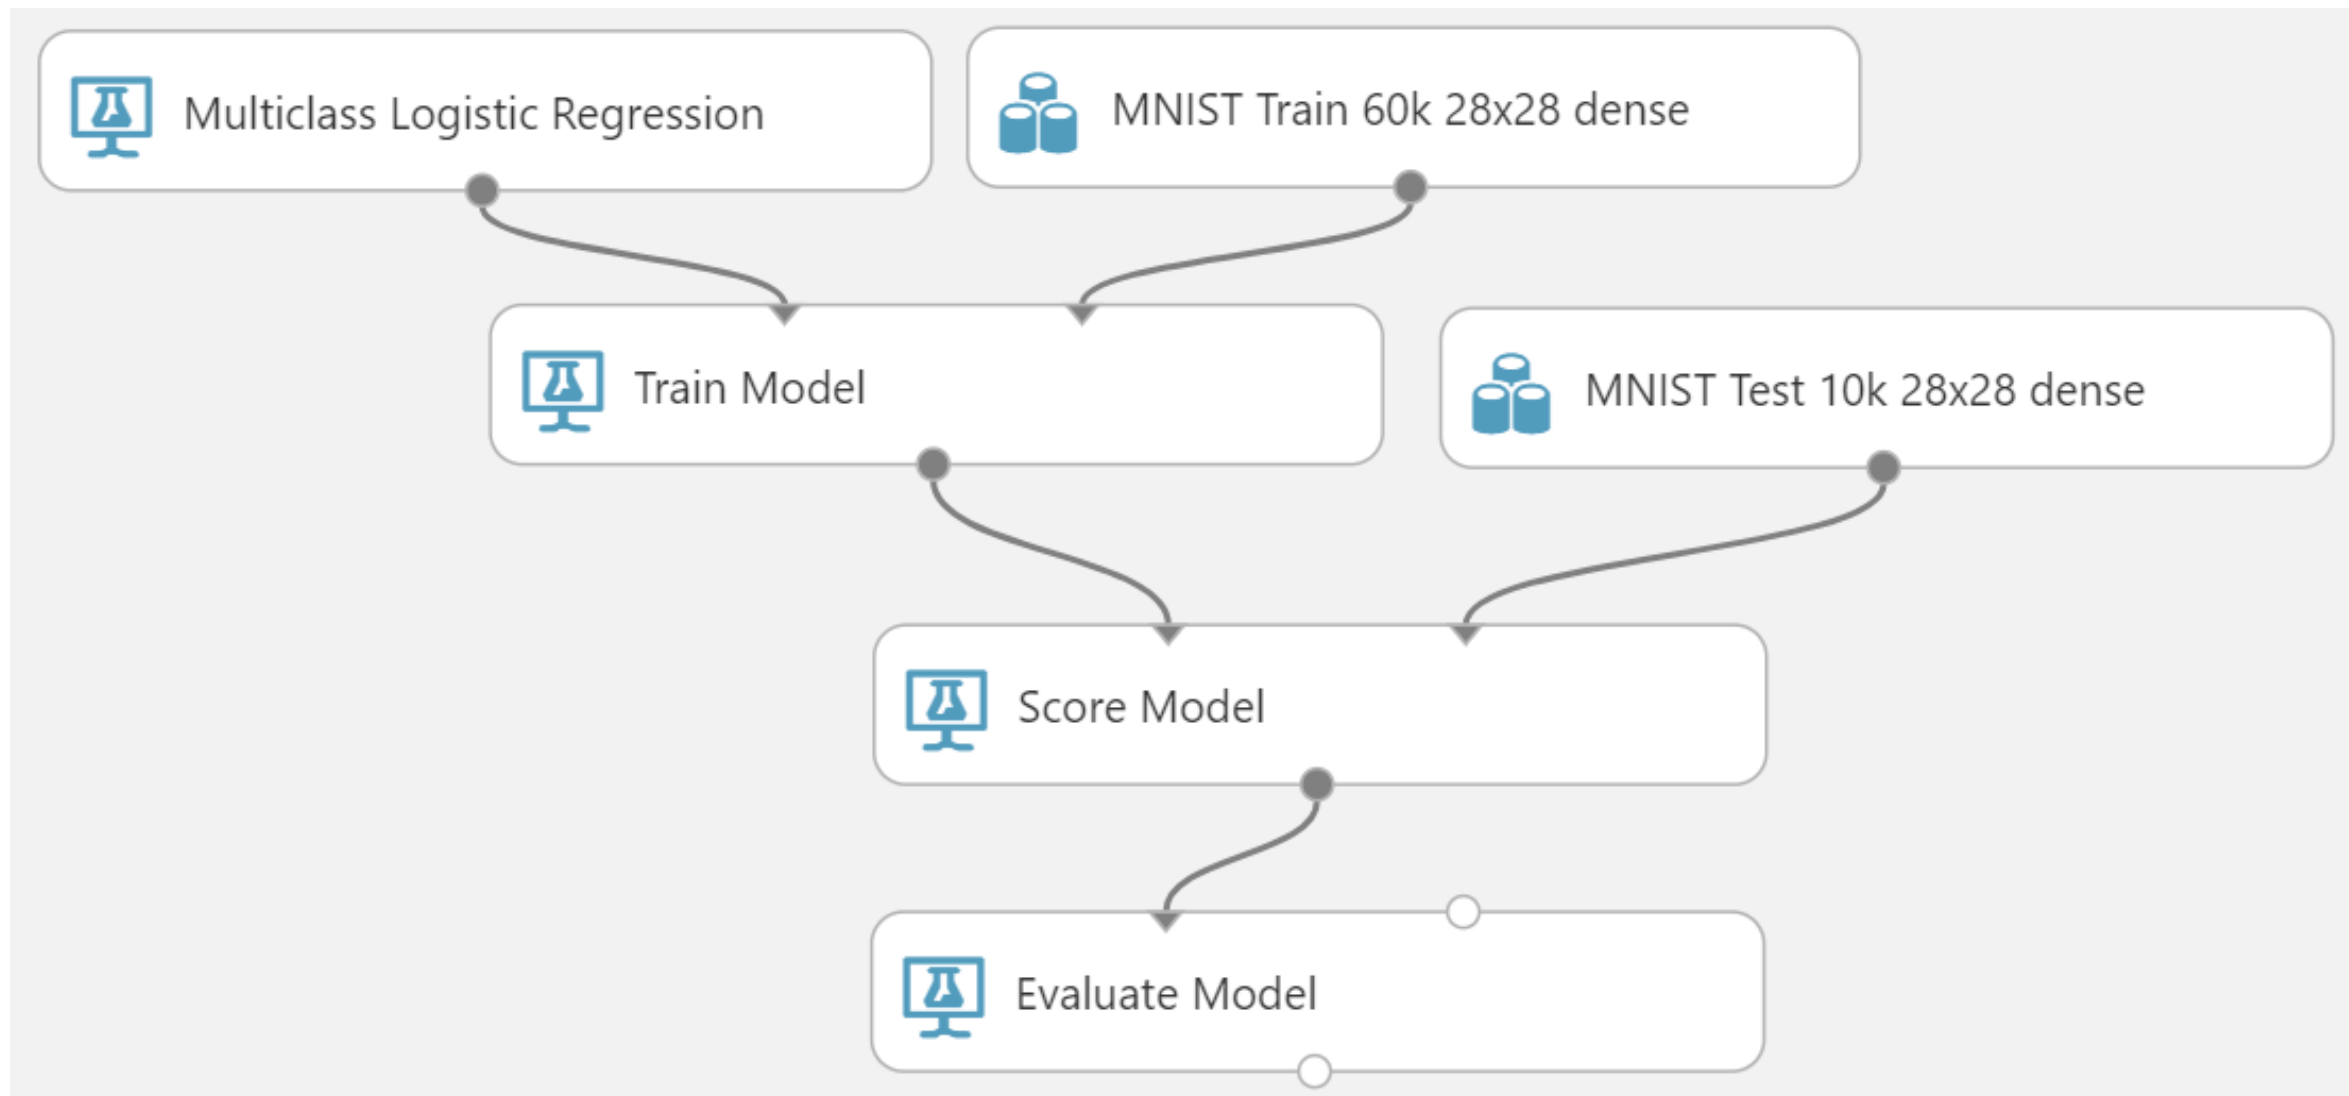 Multiclass Logistic Regression
MNIST Train 60k 28x28 dense
Train Model
MNIST Test 10k 28x28 dense
Score Model
Evaluate Model